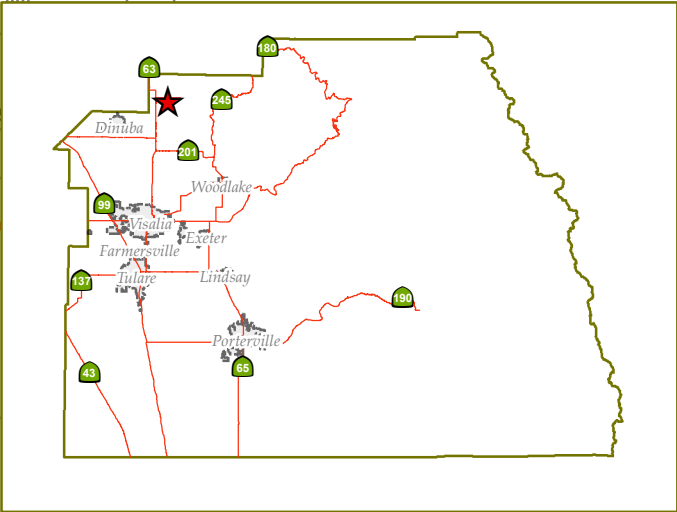 180
63
245
Dinuba
201
Woodlake
99
Visalia
Exeter
Farmersville
Tulare
Lindsay
137
190
Porterville
65
43